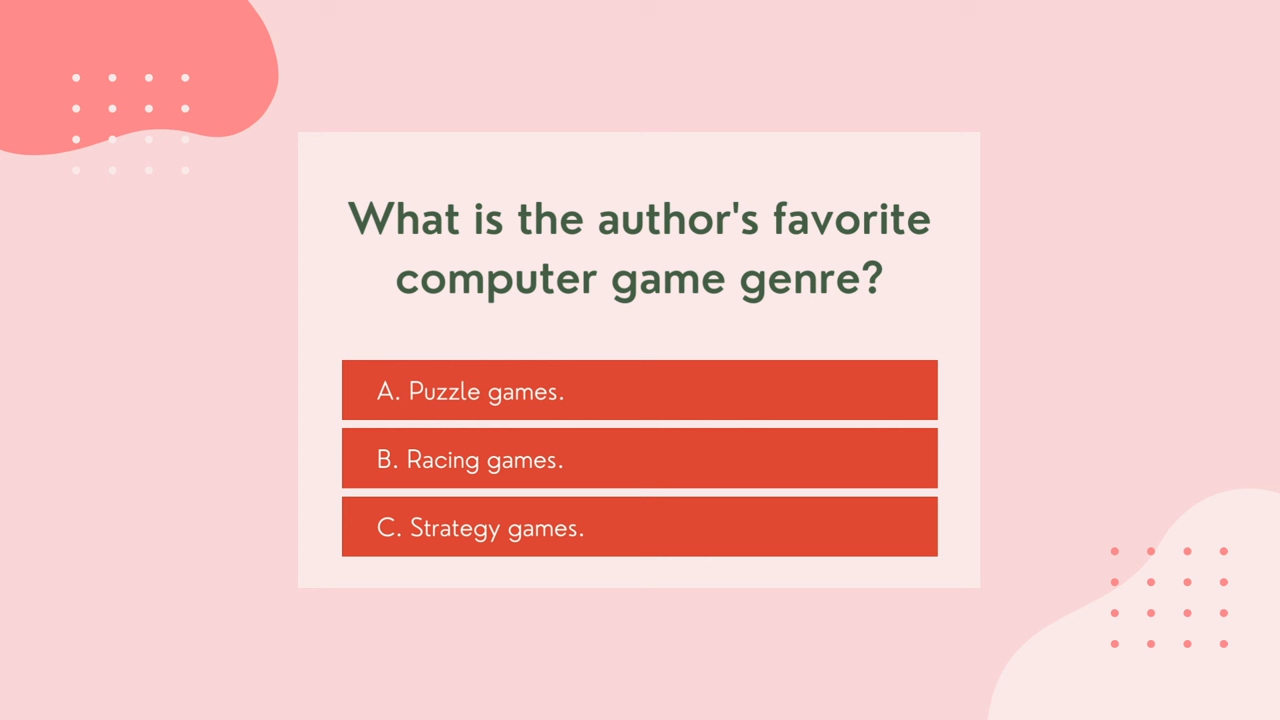 What is the author's favorite
computer game genre?
A. Puzzle games.
B. Racing games.
C. Strategy games.